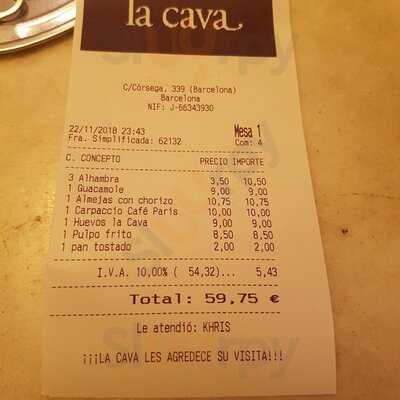 la cava
C/Còrsega, 339 (Barcelona)
Barcelona
NIF: J-66343930
22/11/2018 23:43 Mesa 1
Fra. Simplificada: 62132 Com: 4
C. CONCEPTO PRECIO IMPORTE
3 Alhambra 3,50 10,50
1 Guacamole 9,00 9,00
1 Almejas con chorizo 10,75 10,75
1 Carpaccio Café Paris 10,00 10,00
1 Huevos la Cava 9,00 9,00
1 Pulpo frito 8,50 8,50
1 pan tostado 2,00 2,00
I.V.A. 10,00% ( 54,32)... 5,43
Total: 59,75 €
Le atendió: KHRIS
¡¡¡LA CAVA LES AGREDECE SU VISITA!!!